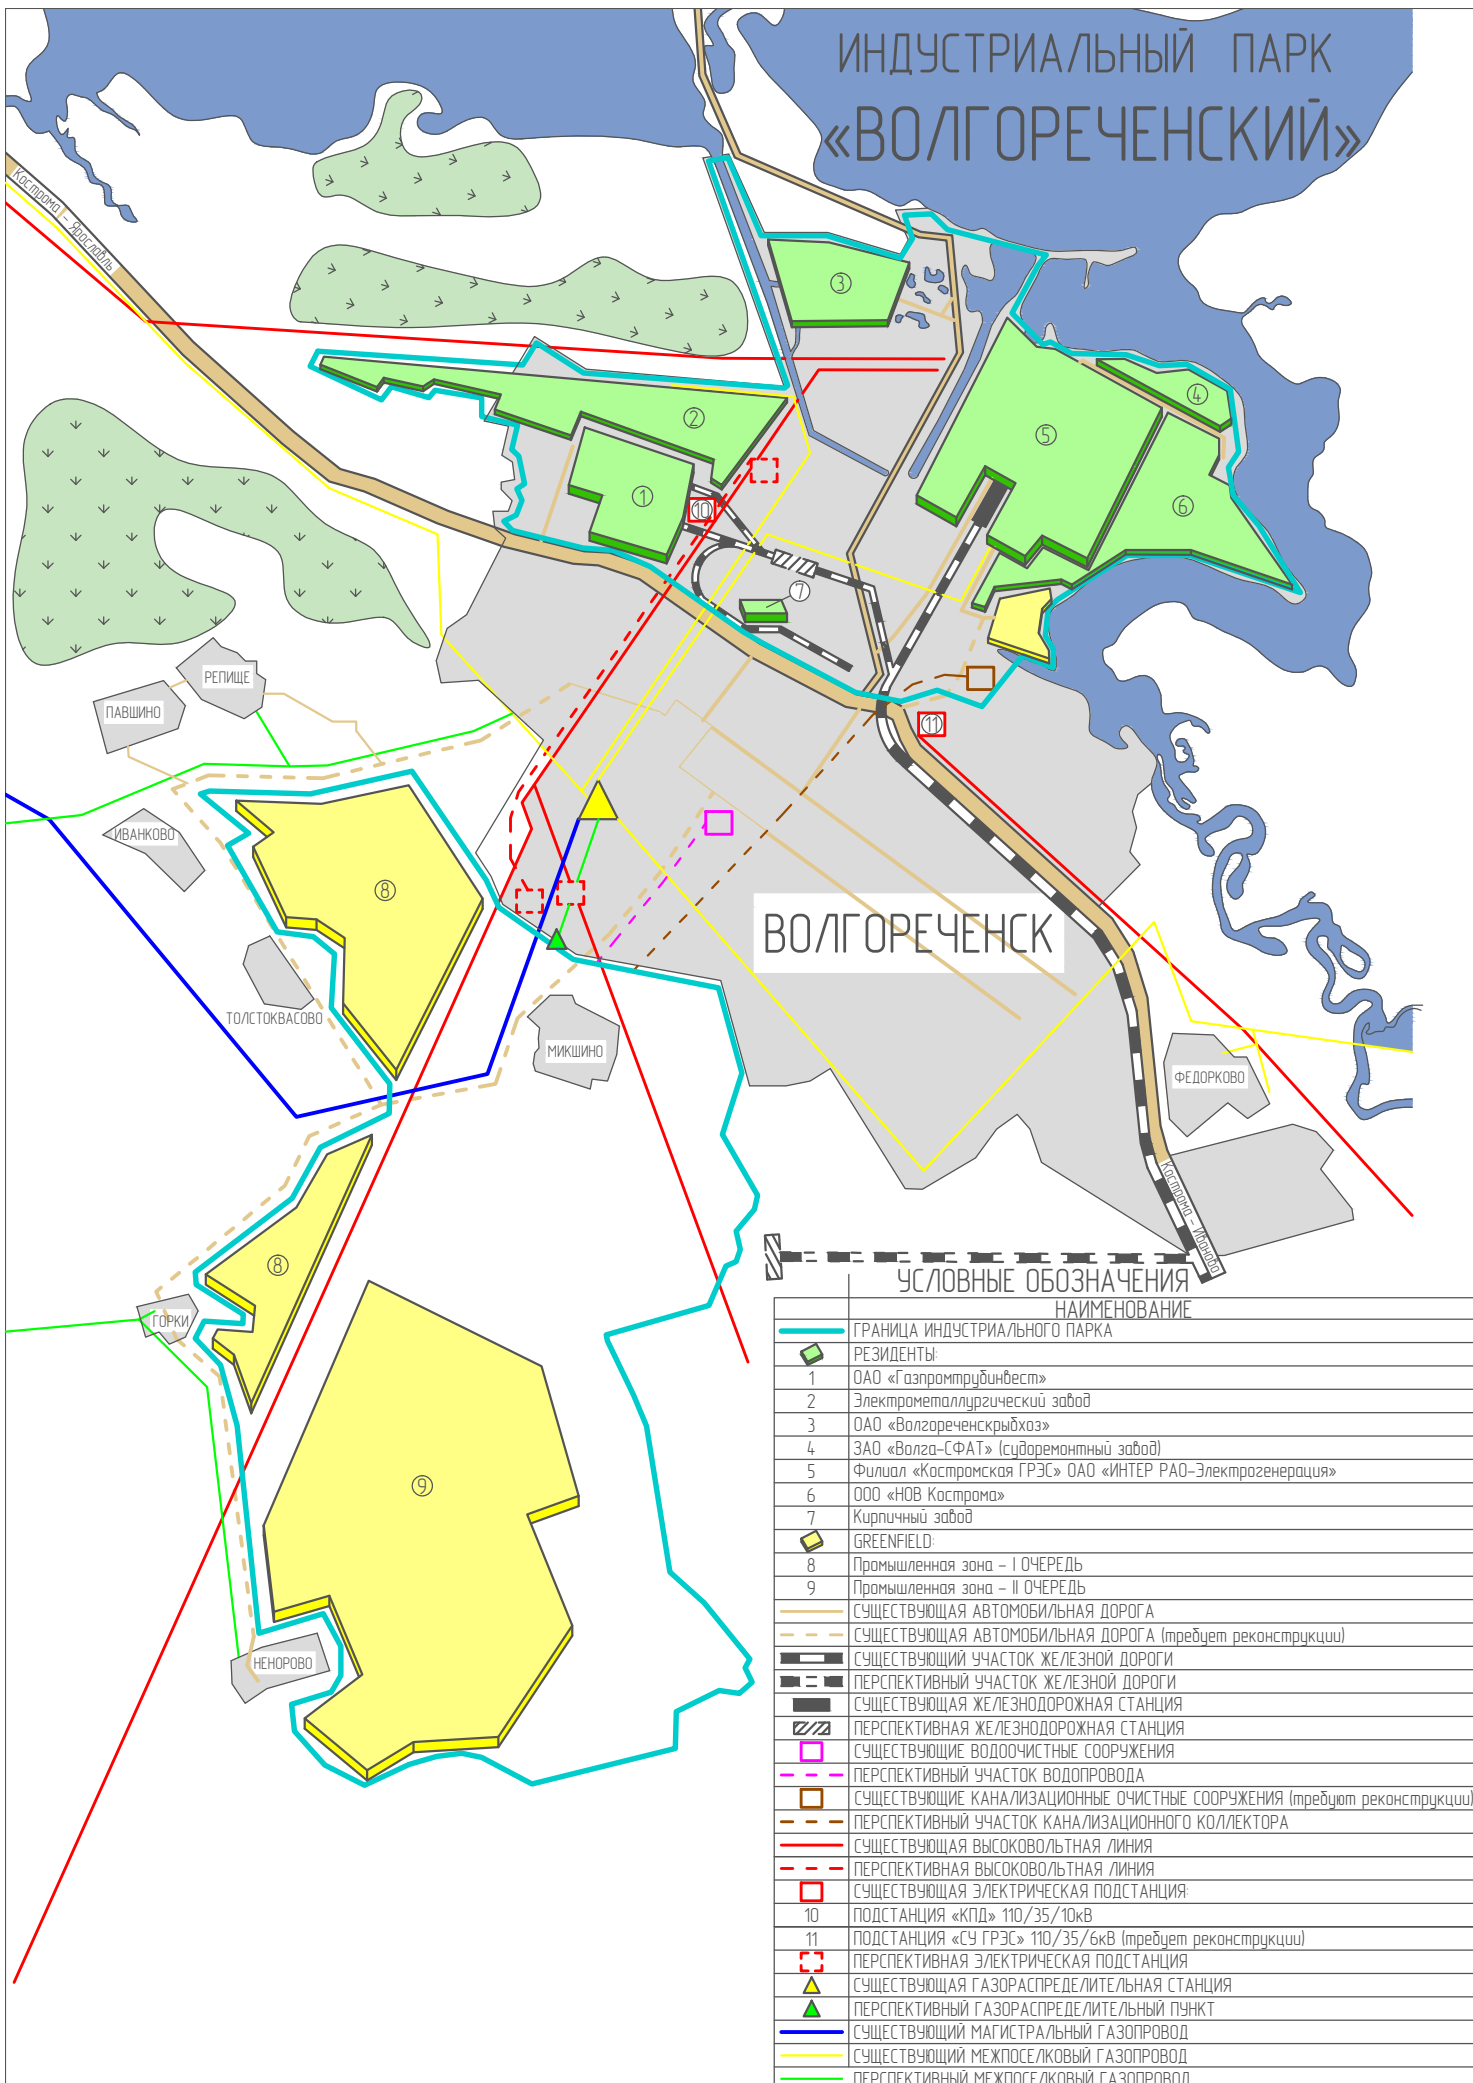 ИНДУСТРИАЛЬНЫЙ ПАРК
«ВОЛГОРЕЧЕНСКИЙ»
Кострома - Ярославль
3
4
2
5
1
6
10
7
РЕПИЩЕ
ПАВШИНО
11
ИВАНКОВО
8
ВОЛГОРЕЧЕНСК
ТОЛСТОКВАСОВО
МИКШИНО
ФЕДОРКОВО
Кострома - Иваново
8
ГОРКИ
9
НЕНОРОВО
УСЛОВНЫЕ ОБОЗНАЧЕНИЯ
НАИМЕНОВАНИЕ
ГРАНИЦА ИНДУСТРИАЛЬНОГО ПАРКА
РЕЗИДЕНТЫ:
1 ОАО «Газпромтрубинвест»
2 Электрометаллургический завод
3 ОАО «Волгореченскрыбхоз»
4 ЗАО «Волга-СФАТ» (судоремонтный завод)
5 Филиал «Костромская ГРЭС» ОАО «ИНТЕР РАО-Электрогенерация»
6 ООО «НОВ Кострома»
7 Кирпичный завод
GREENFIELD:
8 Промышленная зона - I ОЧЕРЕДЬ
9 Промышленная зона - II ОЧЕРЕДЬ
СУЩЕСТВУЮЩАЯ АВТОМОБИЛЬНАЯ ДОРОГА
СУЩЕСТВУЮЩАЯ АВТОМОБИЛЬНАЯ ДОРОГА (требует реконструкции)
СУЩЕСТВУЮЩИЙ УЧАСТОК ЖЕЛЕЗНОЙ ДОРОГИ
ПЕРСПЕКТИВНЫЙ УЧАСТОК ЖЕЛЕЗНОЙ ДОРОГИ
СУЩЕСТВУЮЩАЯ ЖЕЛЕЗНОДОРОЖНАЯ СТАНЦИЯ
ПЕРСПЕКТИВНАЯ ЖЕЛЕЗНОДОРОЖНАЯ СТАНЦИЯ
СУЩЕСТВУЮЩИЕ ВОДООЧИСТНЫЕ СООРУЖЕНИЯ
ПЕРСПЕКТИВНЫЙ УЧАСТОК ВОДОПРОВОДА
СУЩЕСТВУЮЩИЕ КАНАЛИЗАЦИОННЫЕ ОЧИСТНЫЕ СООРУЖЕНИЯ (требуют реконструкции)
ПЕРСПЕКТИВНЫЙ УЧАСТОК КАНАЛИЗАЦИОННОГО КОЛЛЕКТОРА
СУЩЕСТВУЮЩАЯ ВЫСОКОВОЛЬТНАЯ ЛИНИЯ
ПЕРСПЕКТИВНАЯ ВЫСОКОВОЛЬТНАЯ ЛИНИЯ
СУЩЕСТВУЮЩАЯ ЭЛЕКТРИЧЕСКАЯ ПОДСТАНЦИЯ:
10 ПОДСТАНЦИЯ «КПД» 110/35/10кВ
11 ПОДСТАНЦИЯ «СУ ГРЭС» 110/35/6кВ (требует реконструкции)
ПЕРСПЕКТИВНАЯ ЭЛЕКТРИЧЕСКАЯ ПОДСТАНЦИЯ
СУЩЕСТВУЮЩАЯ ГАЗОРАСПРЕДЕЛИТЕЛЬНАЯ СТАНЦИЯ
ПЕРСПЕКТИВНЫЙ ГАЗОРАСПРЕДЕЛИТЕЛЬНЫЙ ПУНКТ
СУЩЕСТВУЮЩИЙ МАГИСТРАЛЬНЫЙ ГАЗОПРОВОД
СУЩЕСТВУЮЩИЙ МЕЖПОСЕЛКОВЫЙ ГАЗОПРОВОД
ПЕРСПЕКТИВНЫЙ МЕЖПОСЕЛКОВЫЙ ГАЗОПРОВОД